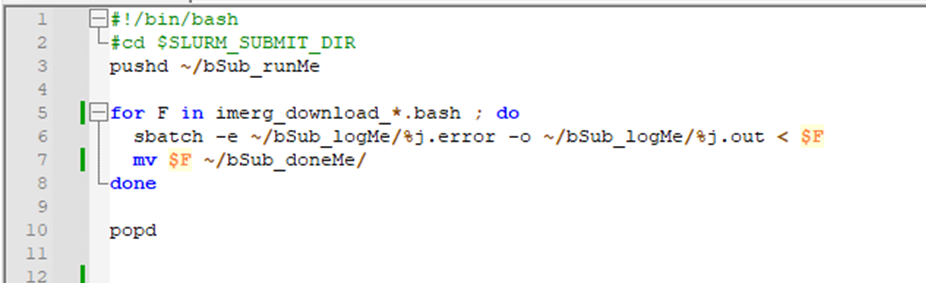 1 #!/bin/bash
2 #cd $SLURM_SUBMIT_DIR
3 pushd ~/bSub_runMe
4
5 for F in imerg_download_*.bash ; do
6   sbatch -e ~/bSub_logMe/%j.error -o ~/bSub_logMe/%j.out < $F
7   mv $F ~/bSub_doneMe/
8 done
9
10 popd
11
12